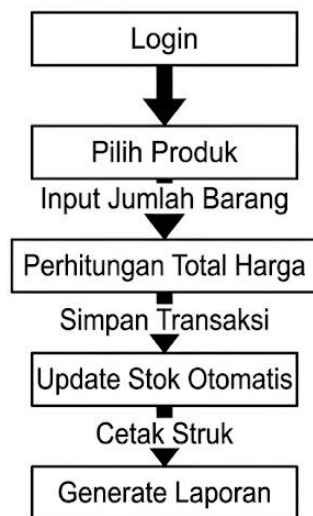 Login
Pilih Produk
Input Jumlah Barang
Perhitungan Total Harga
Simpan Transaksi
Update Stok Otomatis
Cetak Struk
Generate Laporan